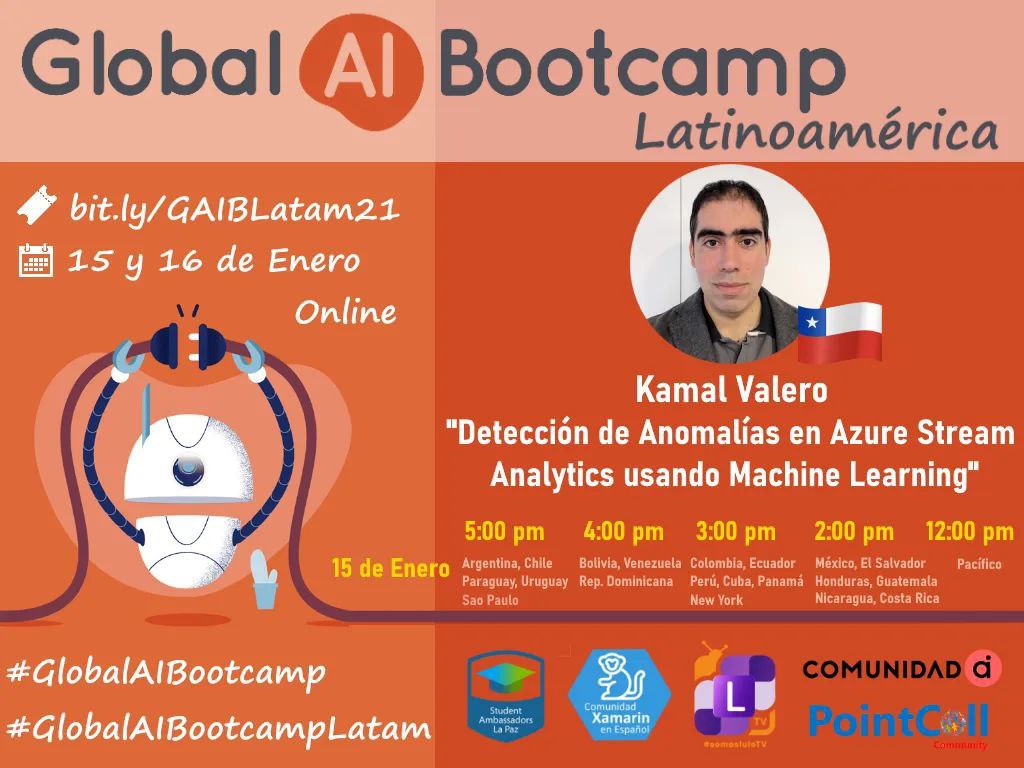 Global AI Bootcamp
Latinoamérica
bit.ly/GAIBLatam21
15 y 16 de Enero
Online
Kamal Valero
"Detección de Anomalías en Azure Stream
Analytics usando Machine Learning"
15 de Enero
5:00 pm
Argentina, Chile
Paraguay, Uruguay
Sao Paulo
4:00 pm
Bolivia, Venezuela
Rep. Dominicana
3:00 pm
Colombia, Ecuador
Perú, Cuba, Panamá
New York
2:00 pm
México, El Salvador
Honduras, Guatemala
Nicaragua, Costa Rica
12:00 pm
Pacífico
#GlobalAIBootcamp
#GlobalAIBootcampLatam
Student
Ambassadors
La Paz
Comunidad
Xamarin
en Español
L
TV
#somosluloTV
COMUNIDAD ai
PointColl
Community